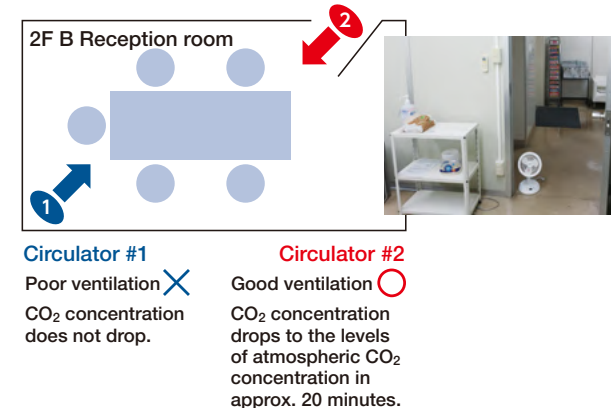 2
2F B Reception room
1
Circulator #1
Poor ventilation
CO₂ concentration
does not drop.
Circulator #2
Good ventilation
CO₂ concentration
drops to the levels
of atmospheric CO₂
concentration in
approx. 20 minutes.